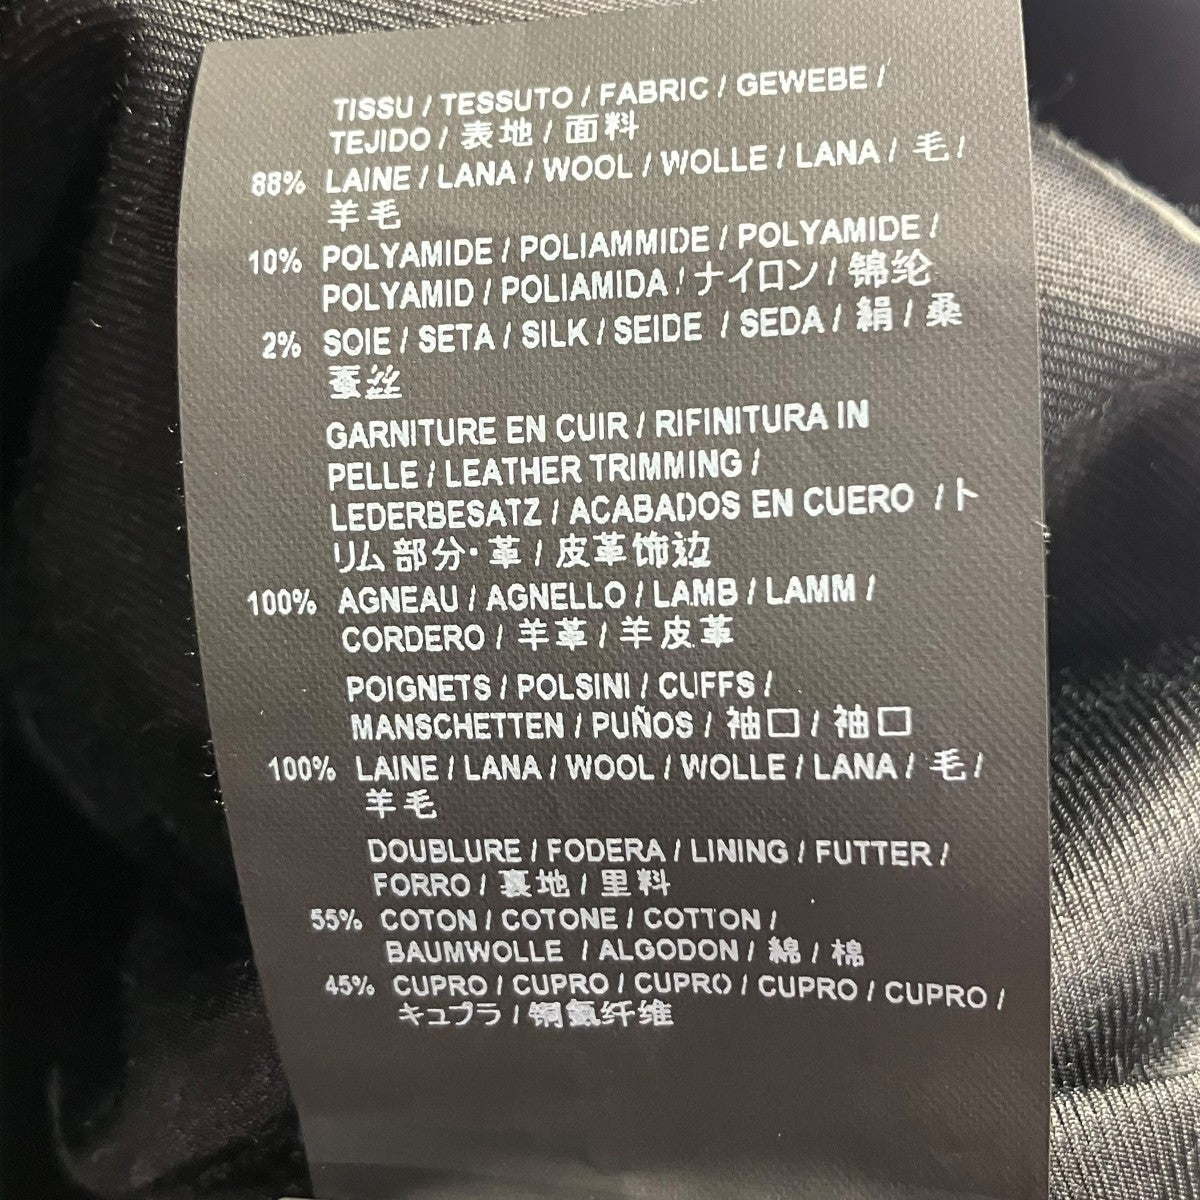 TISSU / TESSUTO / FABRIC / GEWEBE /
TEJIDO / 表地 / 面料
88% LAINE / LANA / WOOL / WOLLE / LANA / 毛 /
羊毛
10% POLYAMIDE / POLIAMMIDE / POLYAMIDE /
POLYAMID / POLIAMIDA / ナイロン / 锦纶
2% SOIE / SETA / SILK / SEIDE / SEDA / 絹 / 桑
蚕丝
GARNITURE EN CUIR / RIFINITURA IN
PELLE / LEATHER TRIMMING /
LEDERBESATZ / ACABADOS EN CUERO / ト
リム部分・革 / 皮革饰边
100% AGNEAU / AGNELLO / LAMB / LAMM /
CORDERO / 羊革 / 羊皮革
POIGNETS / POLSINI / CUFFS /
MANSCHETTEN / PUÑOS / 袖口 / 袖口
100% LAINE / LANA / WOOL / WOLLE / LANA / 毛 /
羊毛
DOUBLURE / FODERA / LINING / FUTTER /
FORRO / 裏地 / 里料
55% COTON / COTONE / COTTON /
BAUMWOLLE / ALGODON / 綿 / 棉
45% CUPRO / CUPRO / CUPRO / CUPRO / CUPRO /
キュプラ / 铜氨纤维